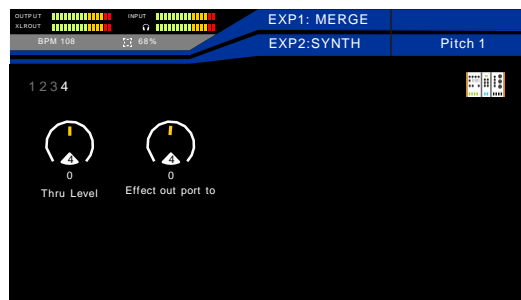 OUTPUT INPUT EXP1: MERGE
XLROUT
BPM 108 68% EXP2:SYNTH Pitch 1
1 2 3 4
4 4
0 0
Thru Level Effect out port to